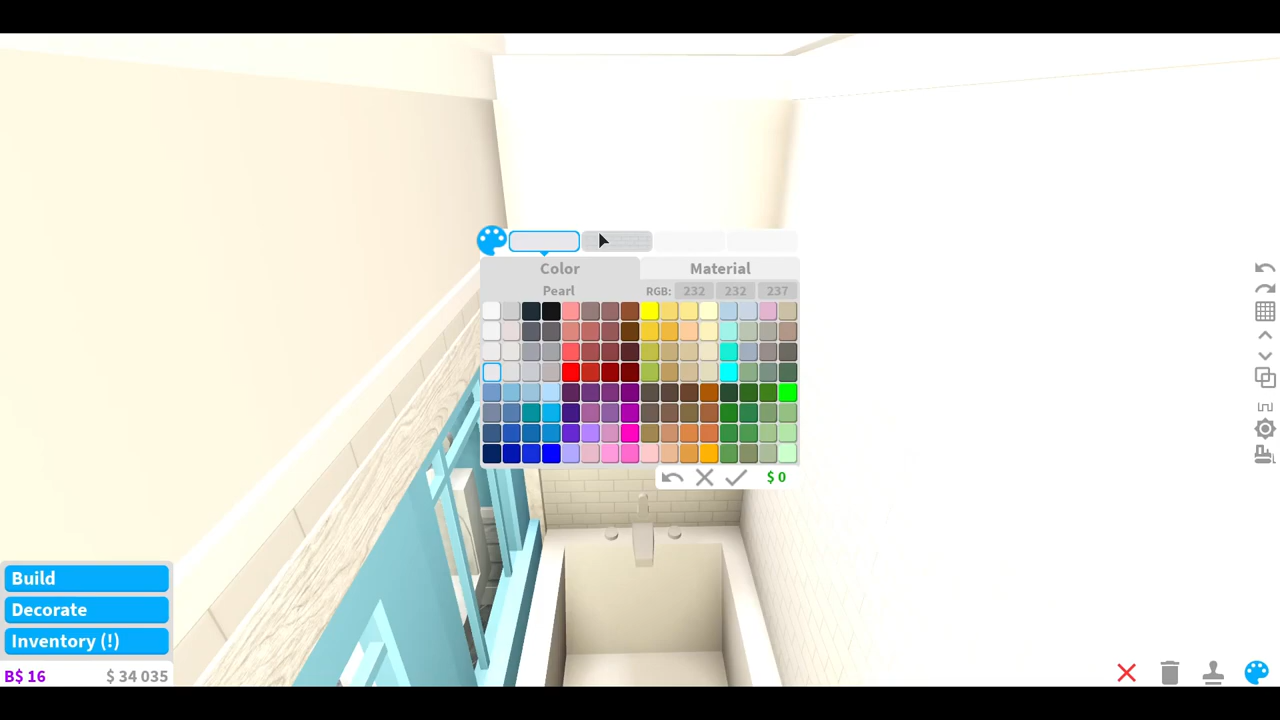 Color
Material
Pearl
RGB: 232 232 237
$ 0
Build
Decorate
Inventory (!)
B$ 16
$ 34 035